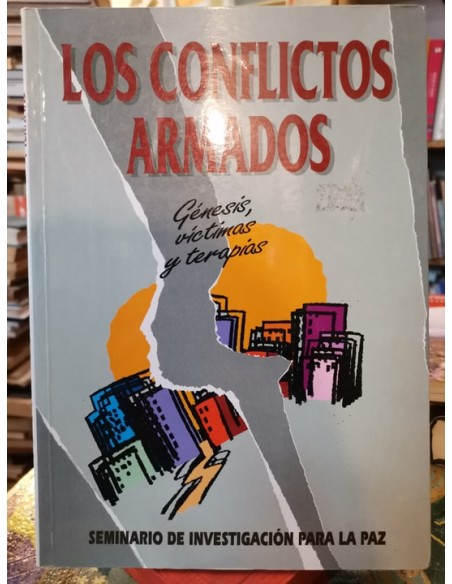 LOS CONFLICTOS
ARMADOS
Génesis,
víctimas
y terapias
SEMINARIO DE INVESTIGACIÓN PARA LA PAZ